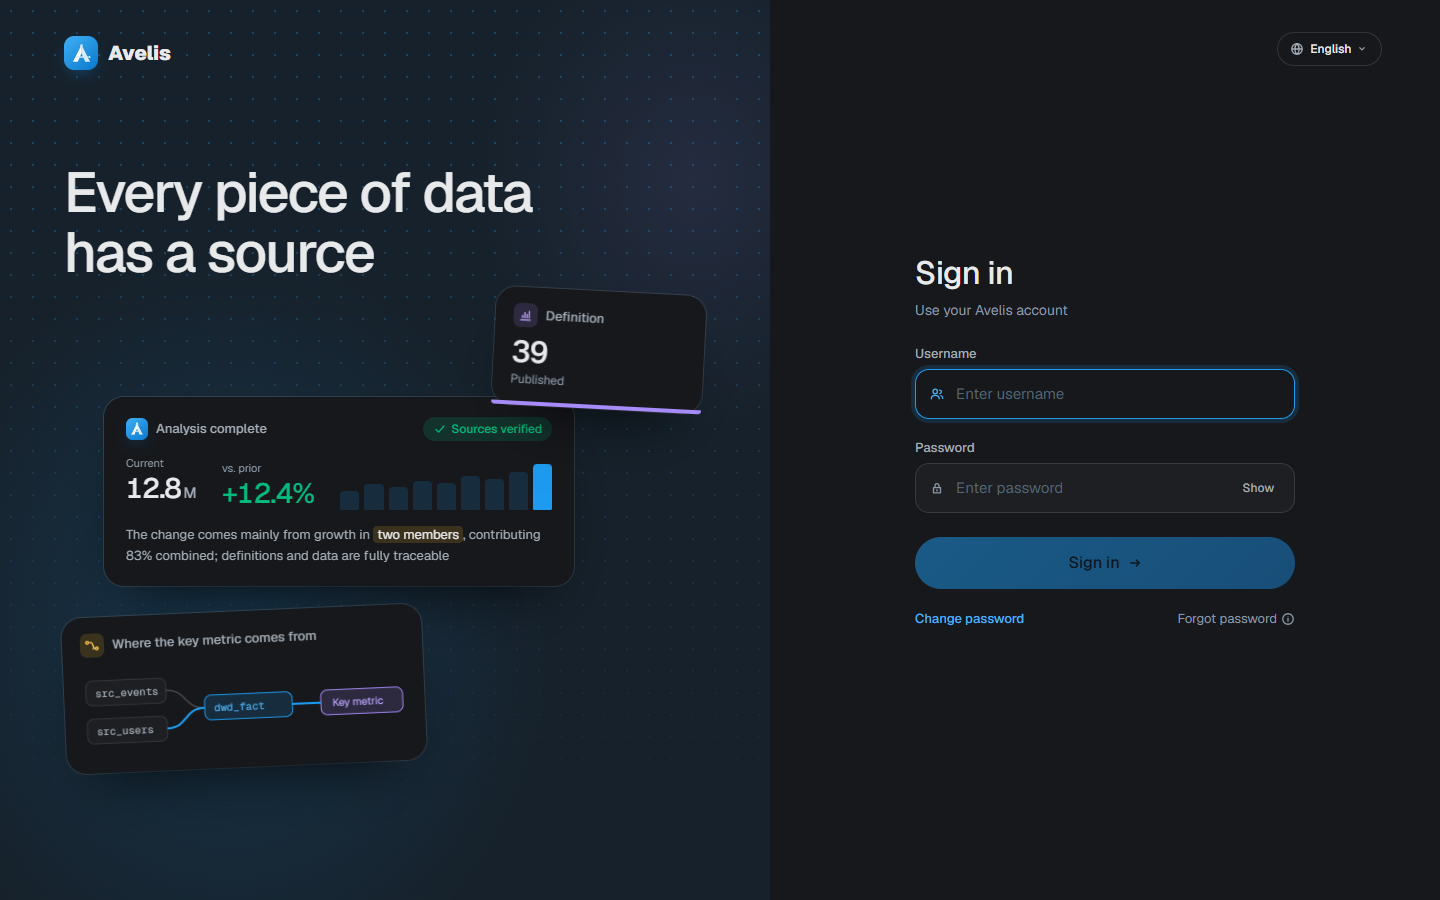 Avelis
English
Every piece of data
has a source
Definition
39
Published
Analysis complete
Sources verified
Current
12.8 M
vs. prior
+12.4%
The change comes mainly from growth in two members, contributing
83% combined; definitions and data are fully traceable
Where the key metric comes from
src_events
src_users
dwd_fact
Key metric
Sign in
Use your Avelis account
Username
Enter username
Password
Enter password
Show
Sign in →
Change password
Forgot password